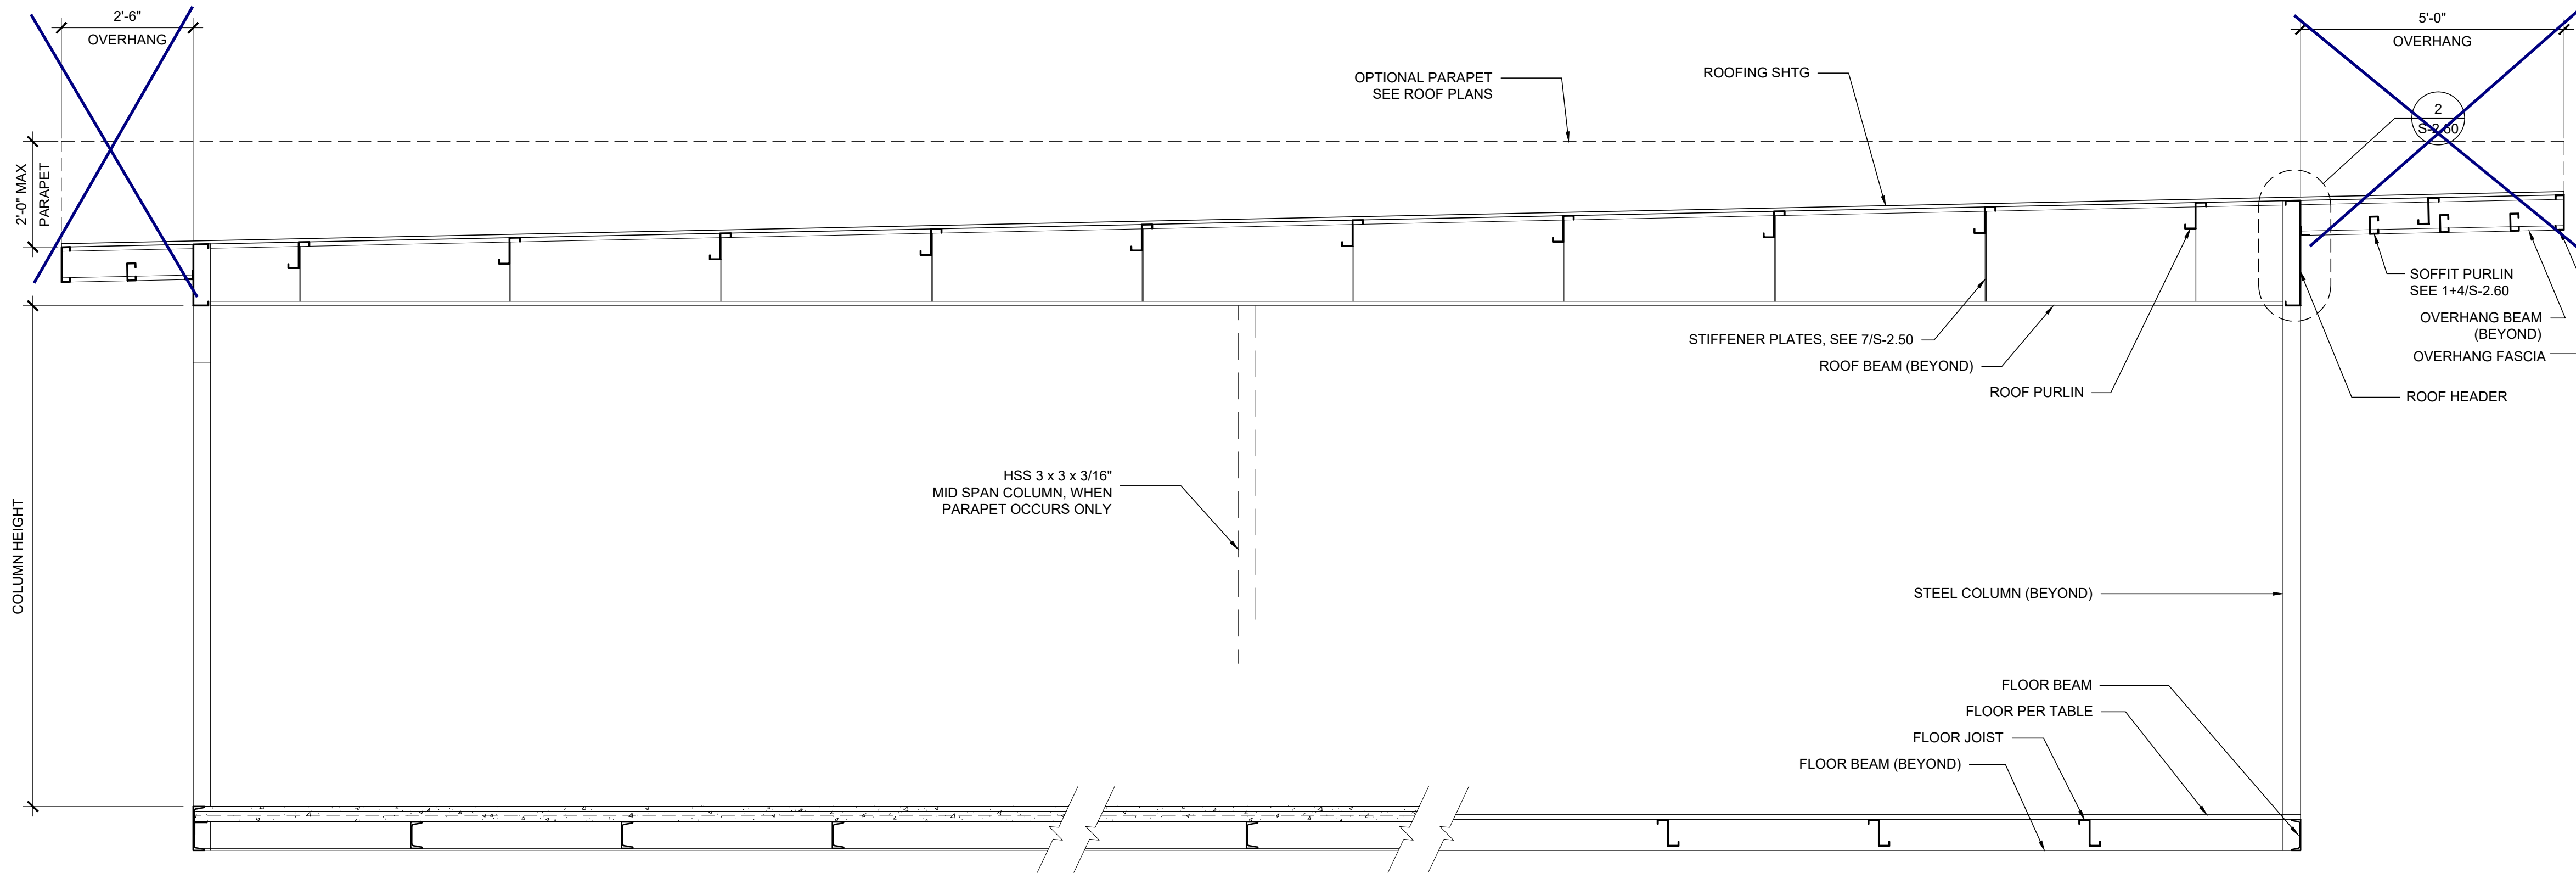 2'-6"
OVERHANG
5'-0"
OVERHANG
OPTIONAL PARAPET
SEE ROOF PLANS
ROOFING SHTG
2
S-2.60
2'-0" MAX
PARAPET
SOFFIT PURLIN
SEE 1+4/S-2.60
OVERHANG BEAM
(BEYOND)
OVERHANG FASCIA
STIFFENER PLATES, SEE 7/S-2.50
ROOF BEAM (BEYOND)
ROOF PURLIN
ROOF HEADER
HSS 3 x 3 x 3/16"
MID SPAN COLUMN, WHEN
PARAPET OCCURS ONLY
COLUMN HEIGHT
STEEL COLUMN (BEYOND)
FLOOR BEAM
FLOOR PER TABLE
FLOOR JOIST
FLOOR BEAM (BEYOND)